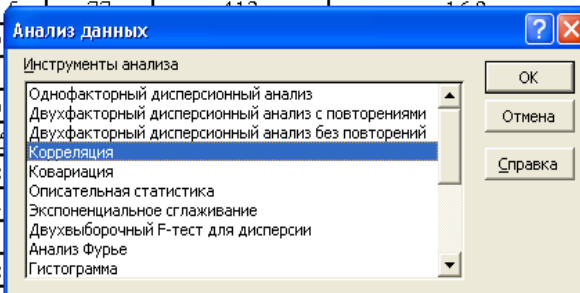 Анализ данных
Инструменты анализа
Однофакторный дисперсионный анализ
Двухфакторный дисперсионный анализ с повторениями
Двухфакторный дисперсионный анализ без повторений
Корреляция
Ковариация
Описательная статистика
Экспоненциальное сглаживание
Двухвыборочный F-тест для дисперсии
Анализ Фурье
Гистограмма
ОК
Отмена
Справка